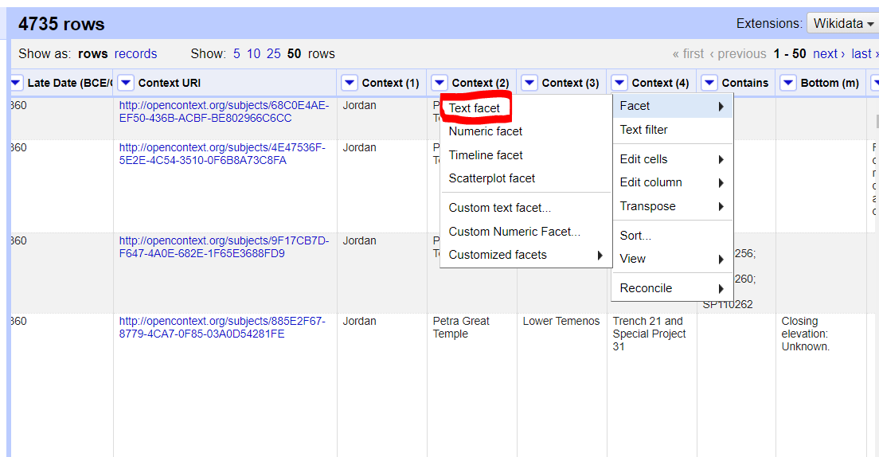 4735 rows
Extensions: Wikidata
Show as: rows records Show: 5 10 25 50 rows
« first ‹ previous 1 - 50 next › last »
Late Date (BCE/ Context URI Context (1) Context (2) Context (3) Context (4) Contains Bottom (m)
360
http://opencontext.org/subjects/68C0E4AE-
EF50-436B-ACBF-BE802966C6CC
Jordan
360
http://opencontext.org/subjects/4E47536F-
5E2E-4C54-3510-0F6B8A73C8FA
Jordan
360
http://opencontext.org/subjects/9F17CB7D-
F647-4A0E-682E-1F65E3688FD9
Jordan
256;
260;
SP110262
360
http://opencontext.org/subjects/885E2F67-
8779-4CA7-0F85-03A0D54281FE
Jordan
Petra Great
Temple
Lower Temenos
Trench 21 and
Special Project
31
Closing
elevation:
Unknown.
Text facet
Numeric facet
Timeline facet
Scatterplot facet
Custom text facet...
Custom Numeric Facet...
Customized facets
Facet
Text filter
Edit cells
Edit column
Transpose
Sort...
View
Reconcile